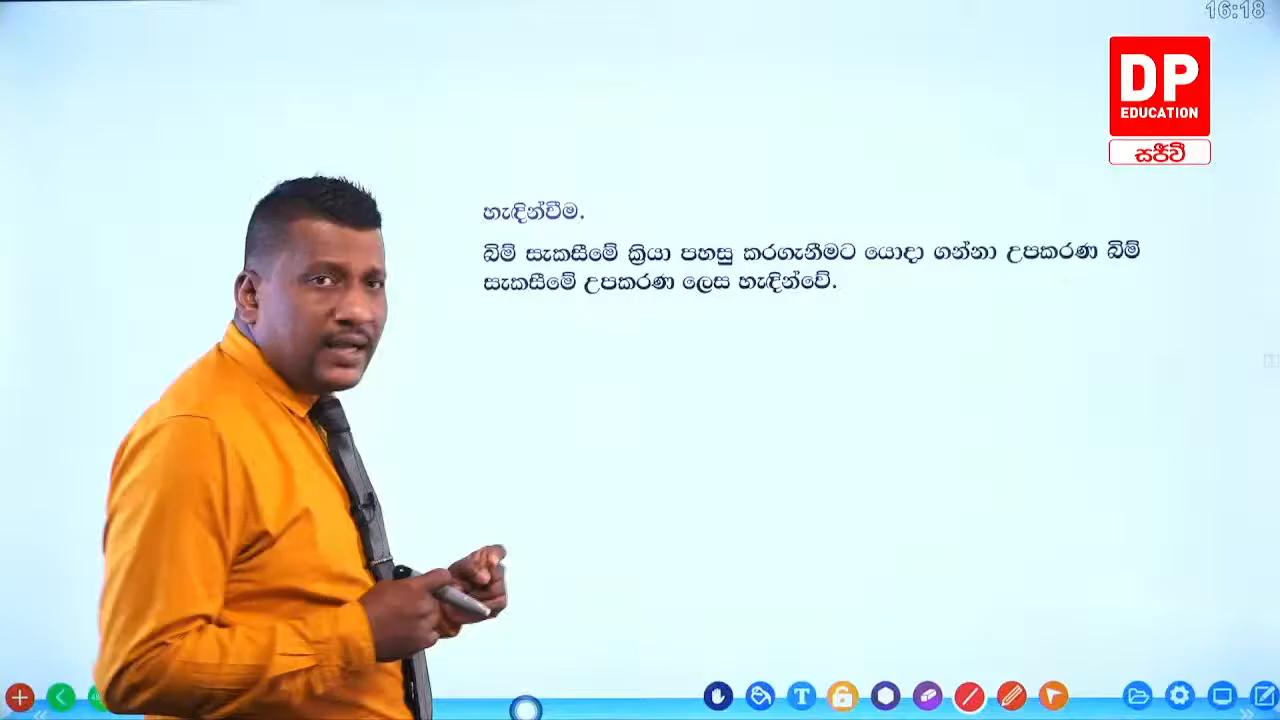 16:18
DP
EDUCATION
සජීවී
හැඳින්වීම.
බිම් සැකසීමේ ක්‍රියා පහසු කරගැනීමට යොදා ගන්නා උපකරණ බිම්
සැකසීමේ උපකරණ ලෙස හැඳින්වේ.
T